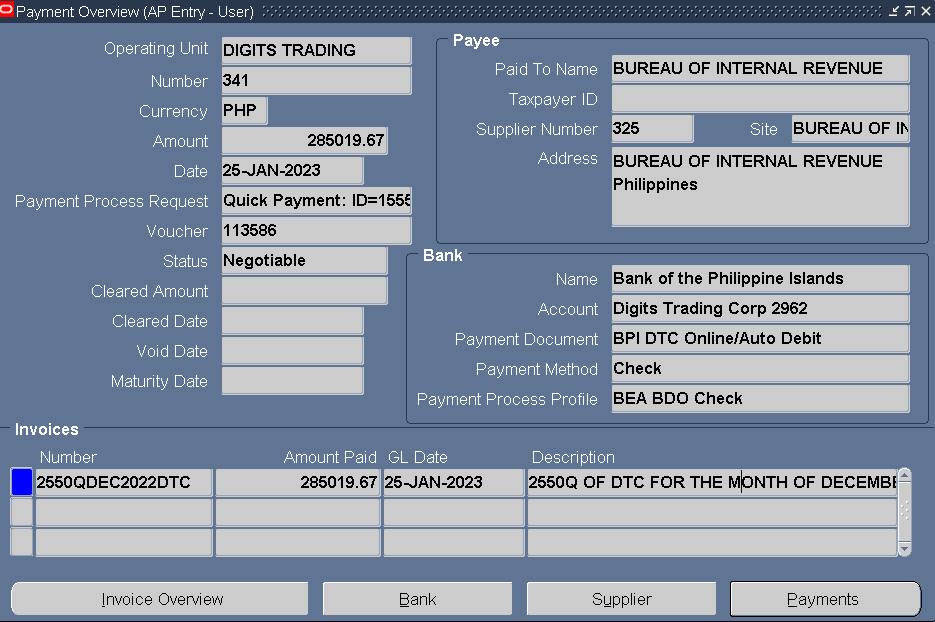 Payment Overview (AP Entry - User)
Operating Unit DIGITS TRADING
Number 341
Currency PHP
Amount 285019.67
Date 25-JAN-2023
Payment Process Request Quick Payment: ID=1555
Voucher 113586
Status Negotiable
Cleared Amount
Cleared Date
Void Date
Maturity Date
Payee
Paid To Name BUREAU OF INTERNAL REVENUE
Taxpayer ID
Supplier Number 325 Site BUREAU OF IN
Address BUREAU OF INTERNAL REVENUE
Philippines
Bank
Name Bank of the Philippine Islands
Account Digits Trading Corp 2962
Payment Document BPI DTC Online/Auto Debit
Payment Method Check
Payment Process Profile BEA BDO Check
Invoices
Number Amount Paid GL Date Description
2550QDEC2022DTC 285019.67 25-JAN-2023 2550Q OF DTC FOR THE MONTH OF DECEMBE
Invoice Overview Bank Supplier Payments